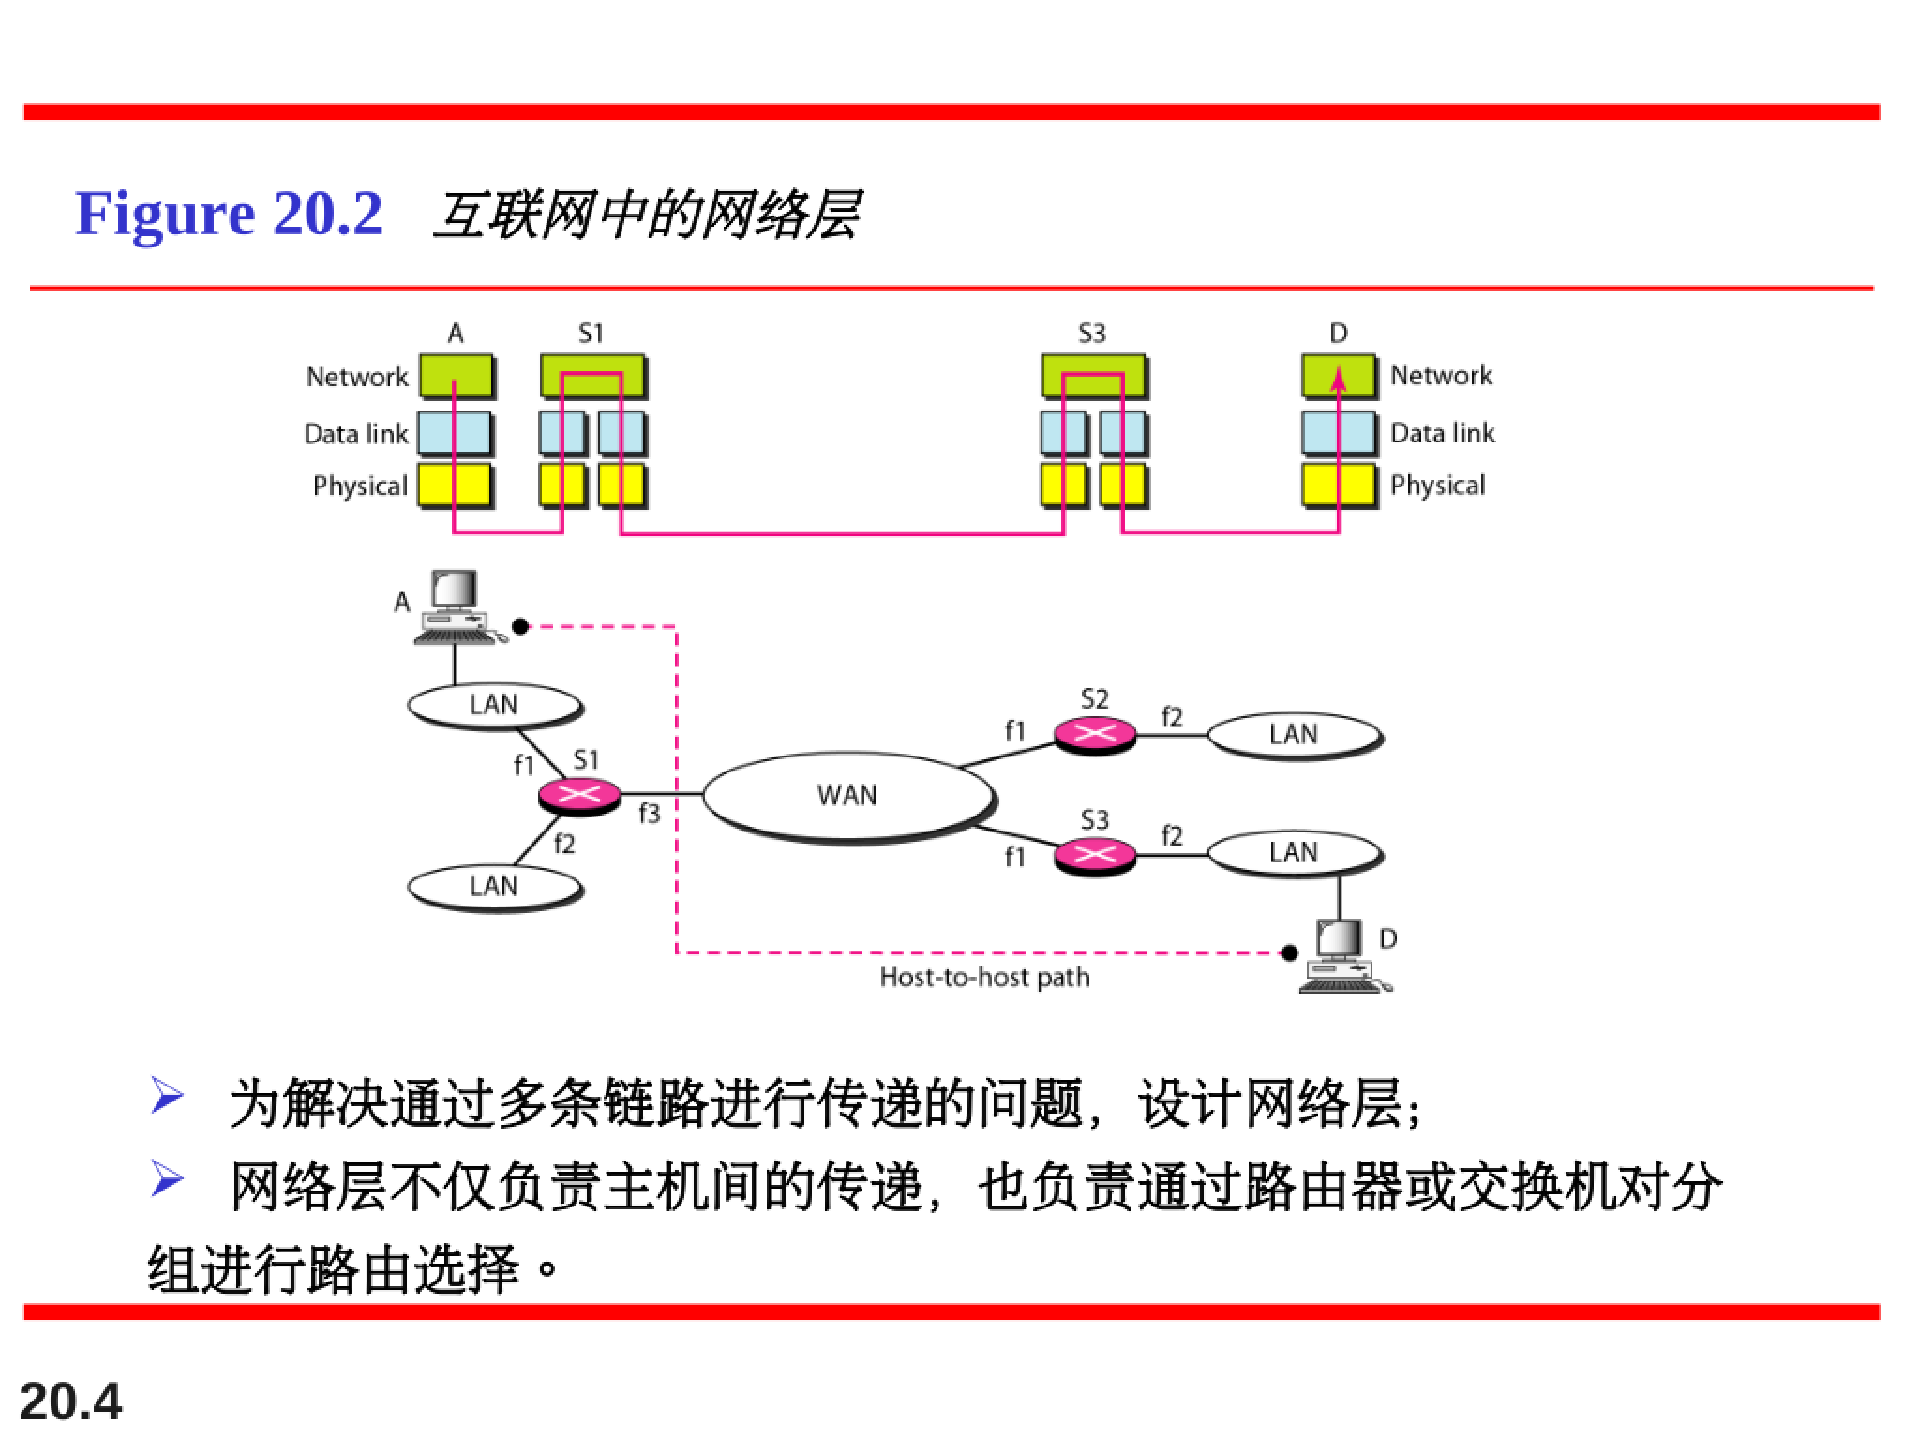 Figure 20.2 互联网中的网络层
A S1 S3 D
Network Network
Data link Data link
Physical Physical
A
LAN
S2
f1 f2 LAN
f1 S1
WAN
f3
S3
f2 f2 LAN
f1
LAN
D
Host-to-host path
为解决通过多条链路进行传递的问题，设计网络层；
网络层不仅负责主机间的传递，也负责通过路由器或交换机对分
组进行路由选择。
20.4